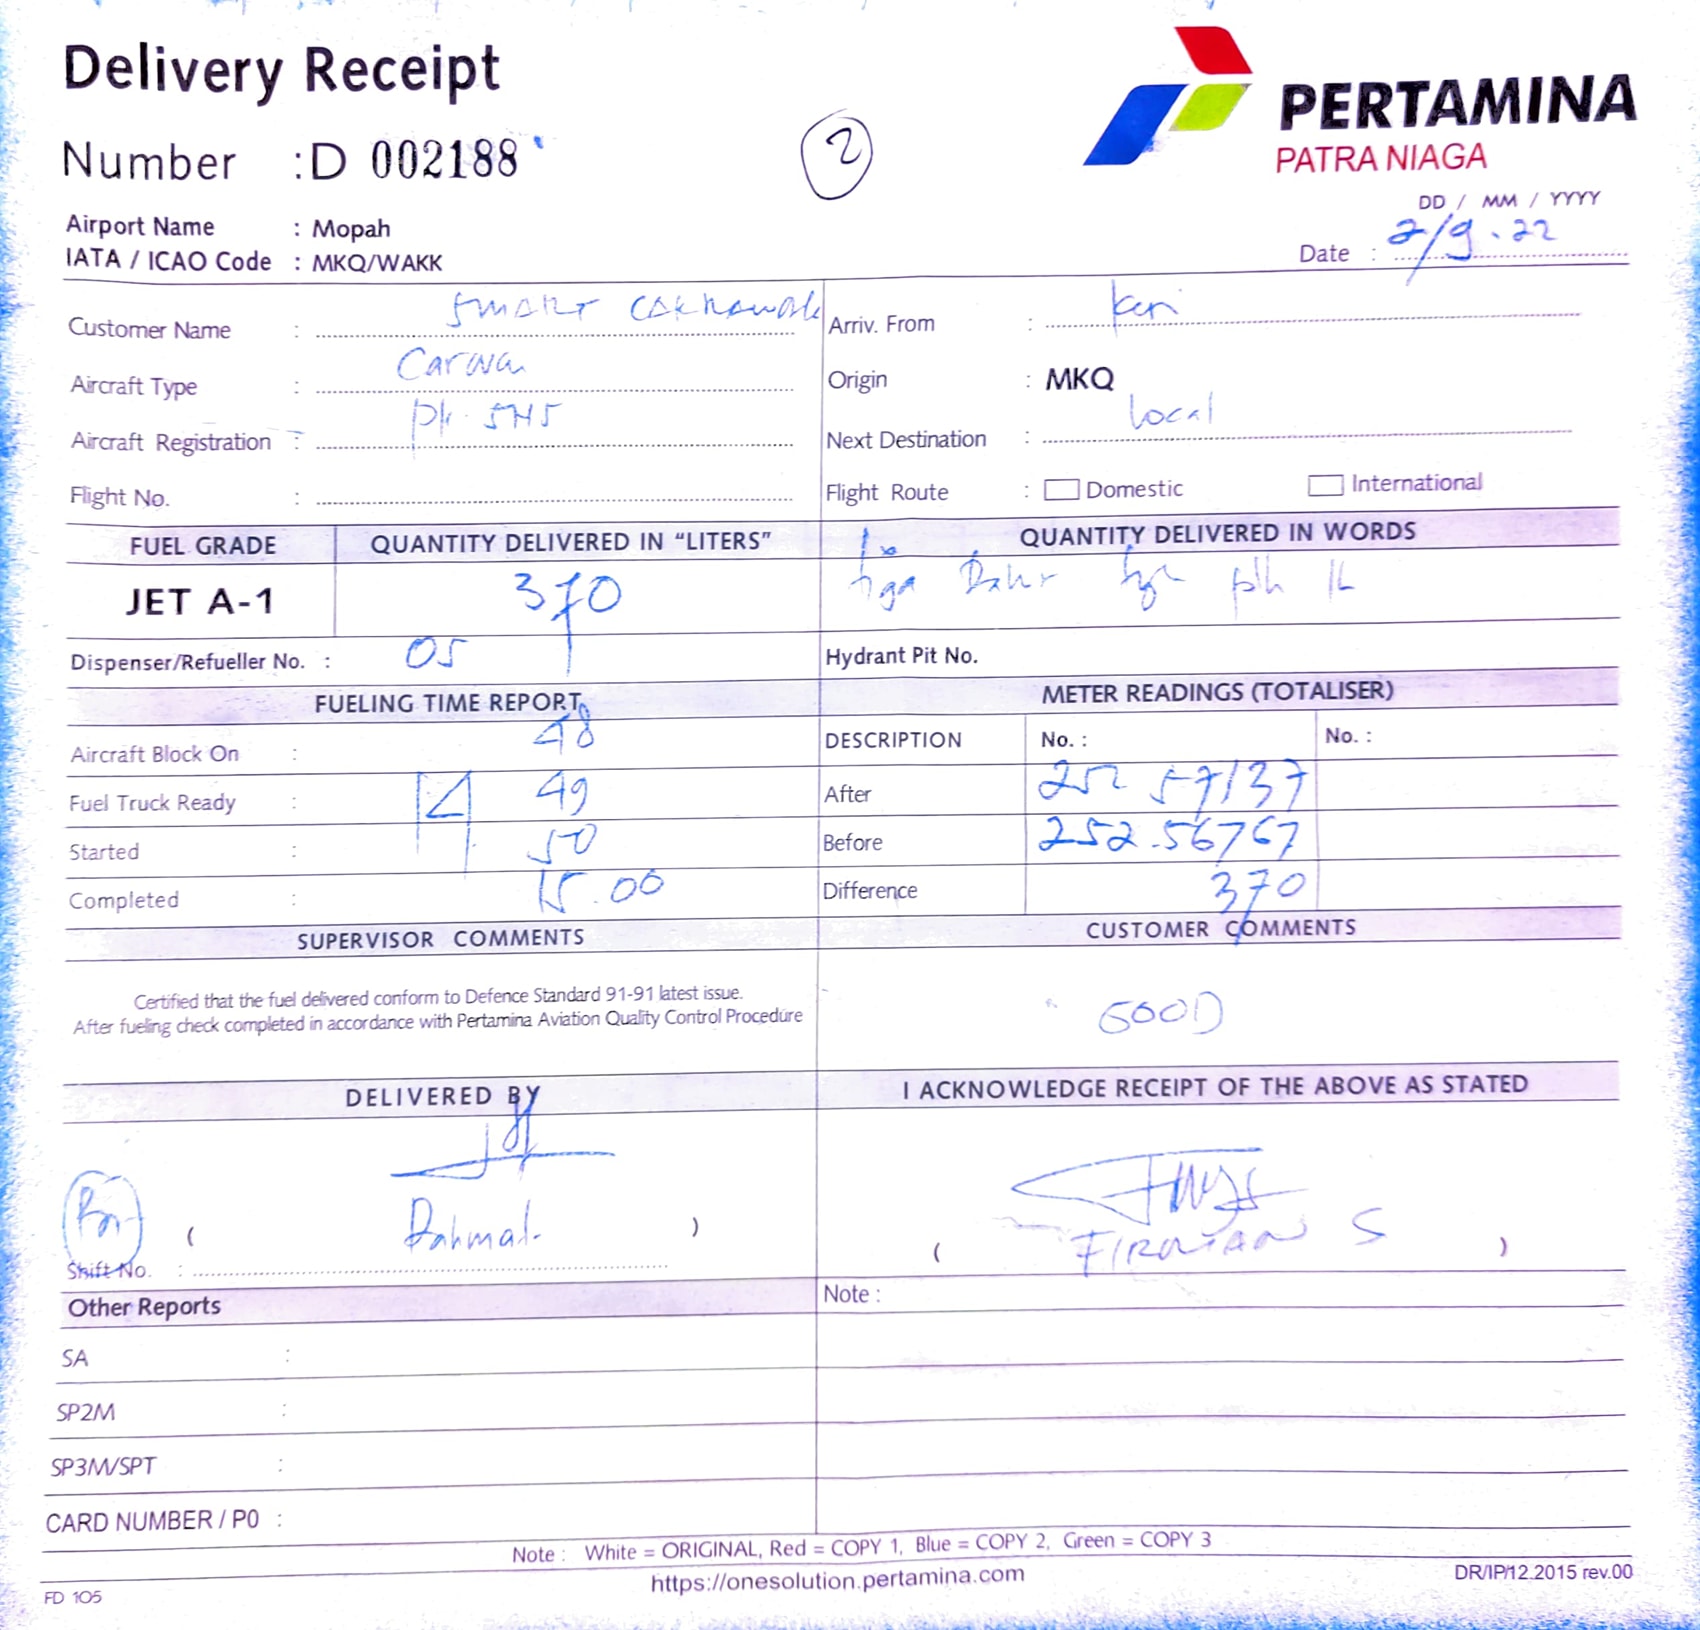 Delivery Receipt
Number : D 002188
2
PERTAMINA
PATRA NIAGA
Airport Name : Mopah
IATA / ICAO Code : MKQ/WAKK
DD / MM / YYYY
Date : 2/9.22
Customer Name : SMART CAKRAWALA
Aircraft Type : Caravan
Aircraft Registration : PK-SNS
Flight No. :
Arriv. From :
Origin : MKQ
Next Destination : local
Flight Route : Domestic International
FUEL GRADE QUANTITY DELIVERED IN “LITERS” QUANTITY DELIVERED IN WORDS
JET A-1 370 tiga
Dispenser/Refueller No. : 05 Hydrant Pit No.
FUELING TIME REPORT METER READINGS (TOTALISER)
DESCRIPTION No. : No. :
Aircraft Block On : 48
Fuel Truck Ready : 14 49 After 252 57137
Started : 50 Before 252.56767
Completed : 15.00 Difference 370
SUPERVISOR COMMENTS CUSTOMER COMMENTS
Certified that the fuel delivered conform to Defence Standard 91-91 latest issue.
After fueling check completed in accordance with Pertamina Aviation Quality Control Procedure
GOOD
DELIVERED BY I ACKNOWLEDGE RECEIPT OF THE ABOVE AS STATED
( Rahmat ) ( FIRMAN S )
Shift No. :
Other Reports Note :
SA :
SP2M :
SP3M/SPT :
CARD NUMBER / P0 :
Note : White = ORIGINAL, Red = COPY 1, Blue = COPY 2, Green = COPY 3
https://onesolution.pertamina.com
FD 105 DR/IP/12.2015 rev.00